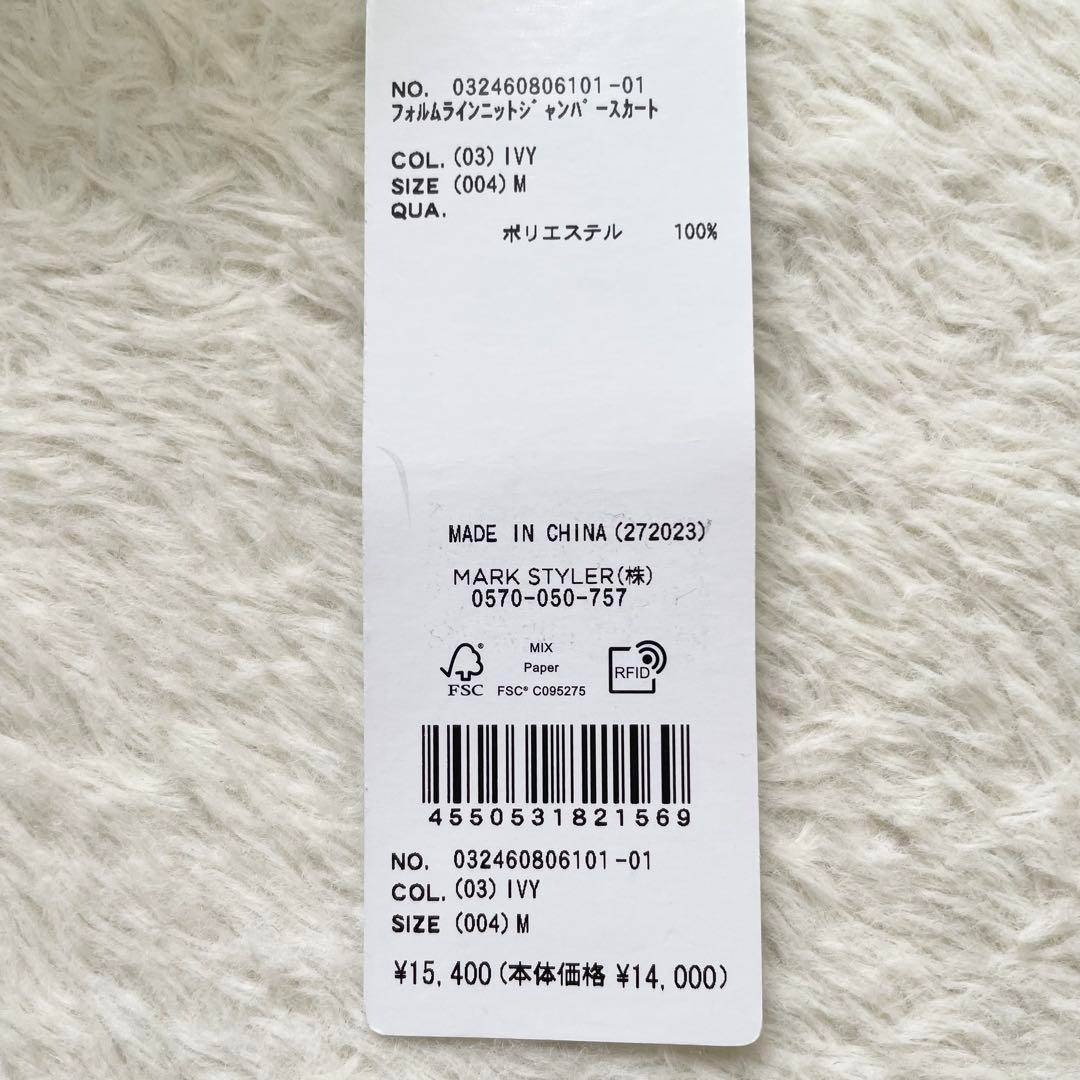 NO. 032460806101-01
フォルムラインニットジャンパースカート
COL. (03) IVY
SIZE (004) M
QUA.
ポリエステル 100%
MADE IN CHINA (272023)
MARK STYLER(株)
0570-050-757
MIX
Paper
FSC® C095275
FSC
RFID
4550531821569
NO. 032460806101-01
COL. (03) IVY
SIZE (004) M
¥15,400(本体価格 ¥14,000)